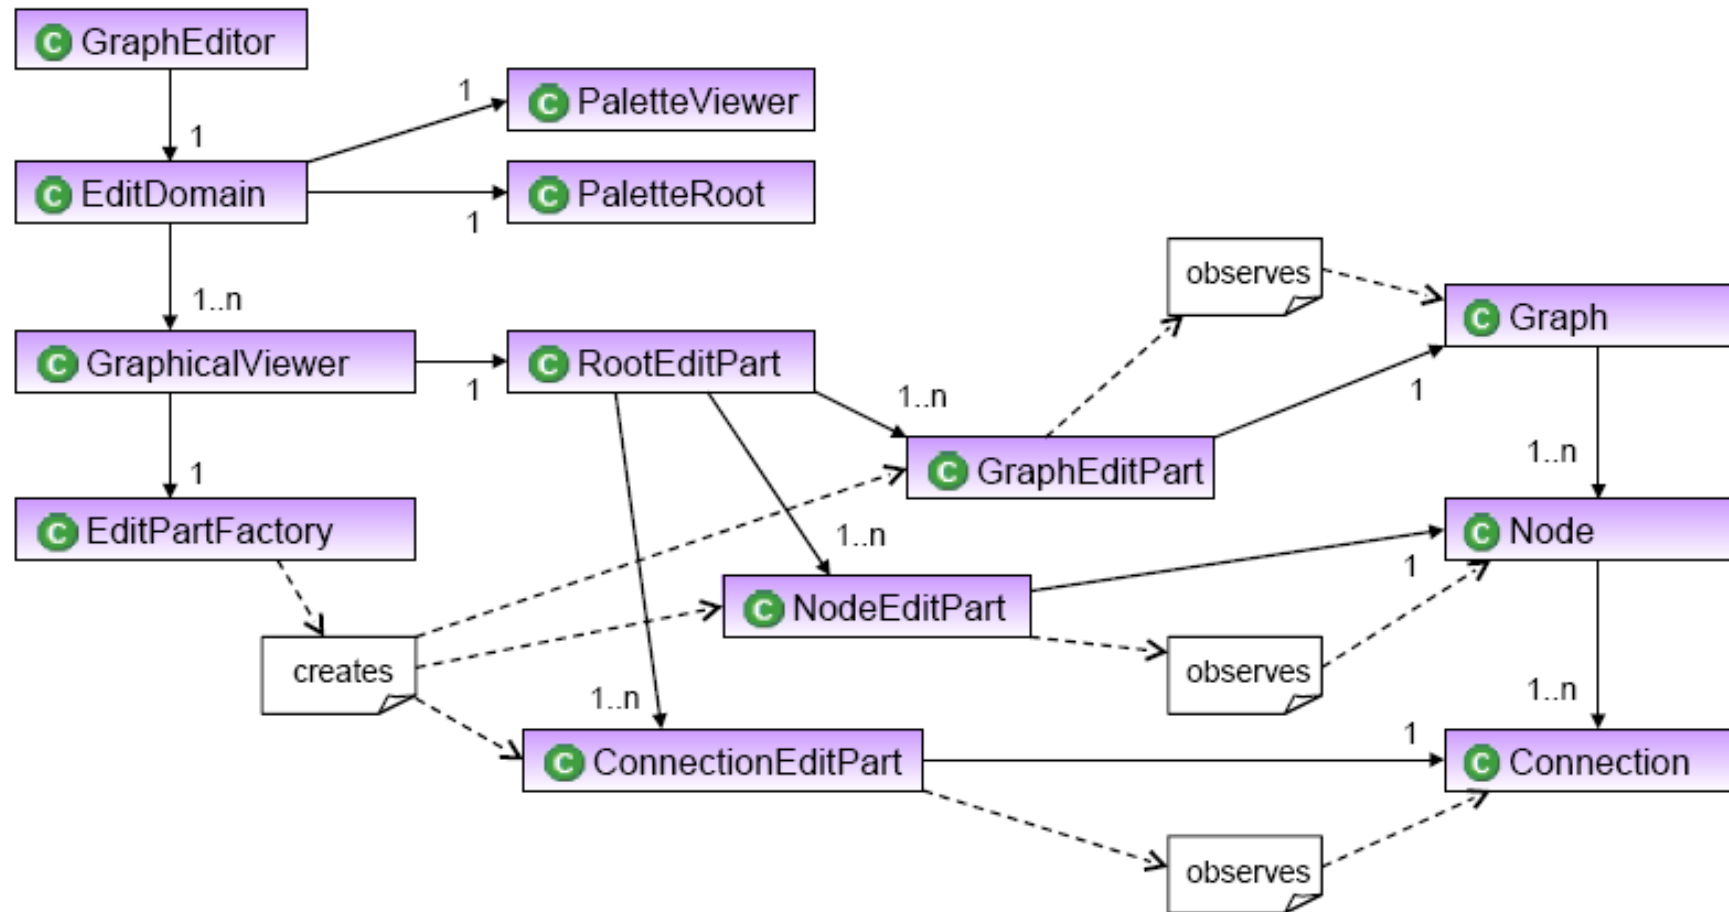 C GraphEditor
1
C PaletteViewer
1
C EditDomain
C PaletteRoot
1
1..n
observes
C Graph
C GraphicalViewer
1
C RootEditPart
1..n
1
1..n
C GraphEditPart
1
C EditPartFactory
1..n
C Node
1
C NodeEditPart
creates
observes
1..n
1..n
1
C ConnectionEditPart
C Connection
observes